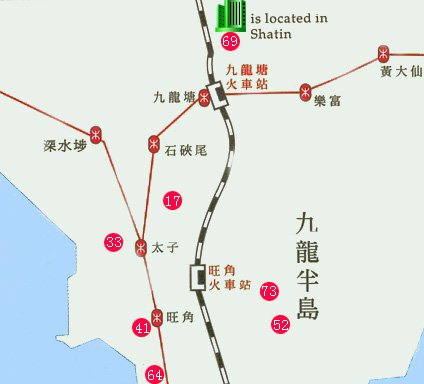 is located in
Shatin
69
九龍塘
火車站
黃大仙
九龍塘
樂富
深水埗
石硤尾
17
九龍半島
33
太子
旺角
火車站
73
52
41
旺角
64